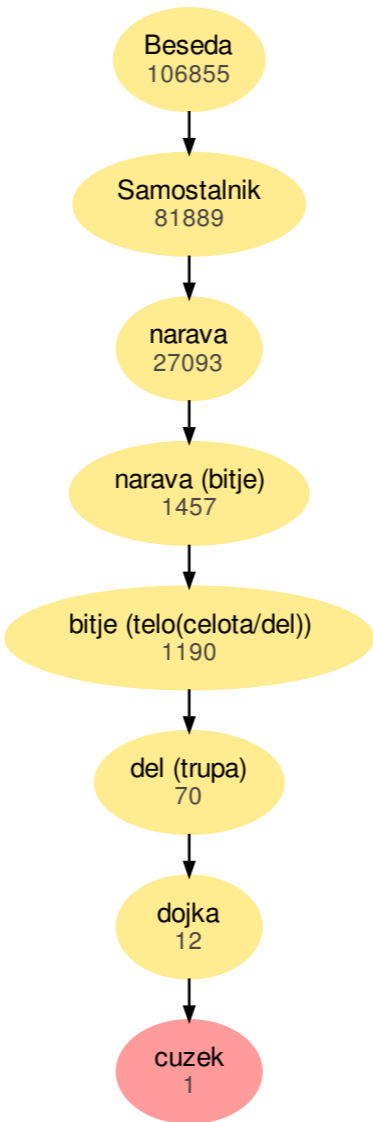 Beseda
106855
Samostalnik
81889
narava
27093
narava (bitje)
1457
bitje (telo(celota/del))
1190
del (trupa)
70
dojka
12
cuzek
1